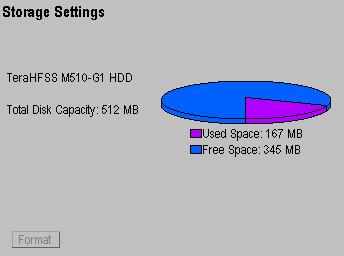 Storage Settings
TeraHFSS M510-G1 HDD
Total Disk Capacity: 512 MB
Used Space: 167 MB
Free Space: 345 MB
Format